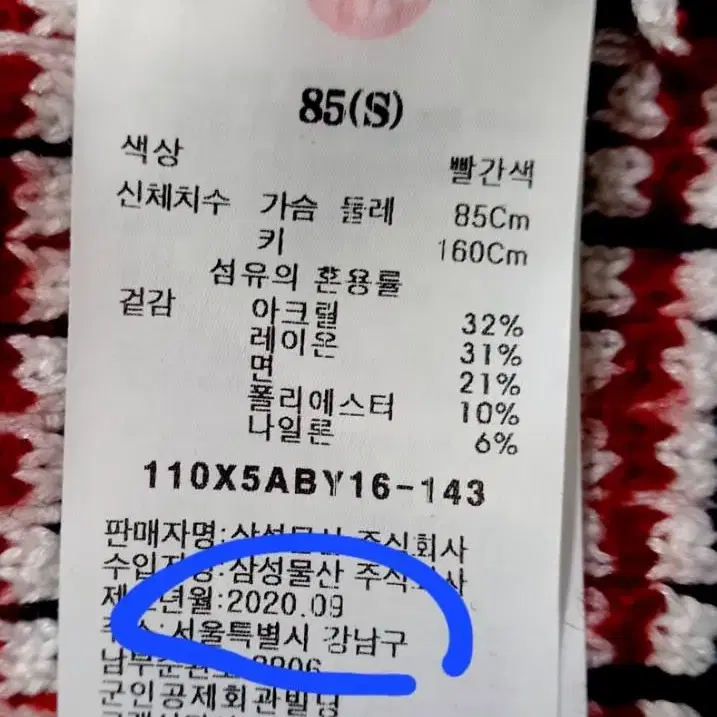 85(S)
색상 빨간색
신체치수 가슴 둘레 85Cm
키 160Cm
섬유의 혼용률
겉감 아크릴 32%
레이온 31%
면 21%
폴리에스터 10%
나일론 6%
110X5ABY16-143
판매자명:삼성물산 주식회사
수입자명:삼성물산 주식회사
년월:2020.09
서울특별시 강남구
2806
군인공제회관빌딩